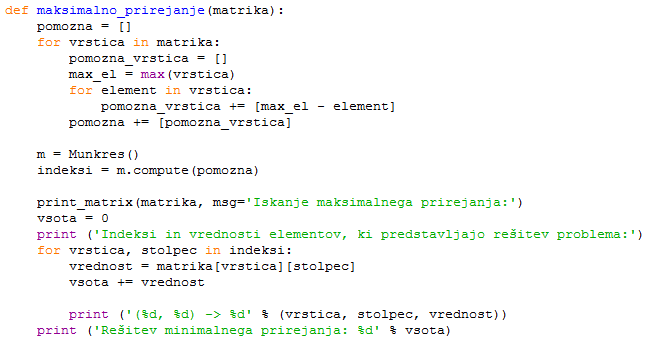 def maksimalno_prirejanje(matrika):
    pomozna = []
    for vrstica in matrika:
        pomozna_vrstica = []
        max_el = max(vrstica)
        for element in vrstica:
            pomozna_vrstica += [max_el - element]
        pomozna += [pomozna_vrstica]

    m = Munkres()
    indeksi = m.compute(pomozna)

    print_matrix(matrika, msg='Iskanje maksimalnega prirejanja:')
    vsota = 0
    print ('Indeksi in vrednosti elementov, ki predstavljajo rešitev problema:')
    for vrstica, stolpec in indeksi:
        vrednost = matrika[vrstica][stolpec]
        vsota += vrednost

        print ('(%d, %d) -> %d' % (vrstica, stolpec, vrednost))
    print ('Rešitev minimalnega prirejanja: %d' % vsota)